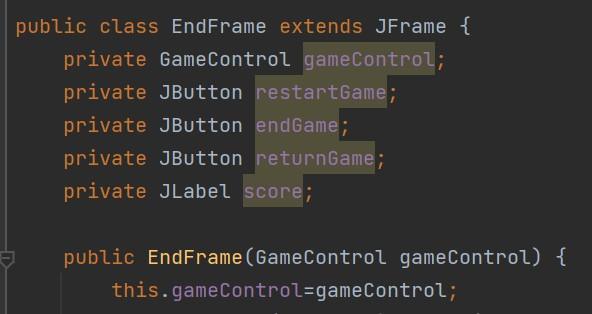 public class EndFrame extends JFrame {
    private GameControl gameControl;
    private JButton restartGame;
    private JButton endGame;
    private JButton returnGame;
    private JLabel score;
    public EndFrame(GameControl gameControl) {
        this.gameControl=gameControl;